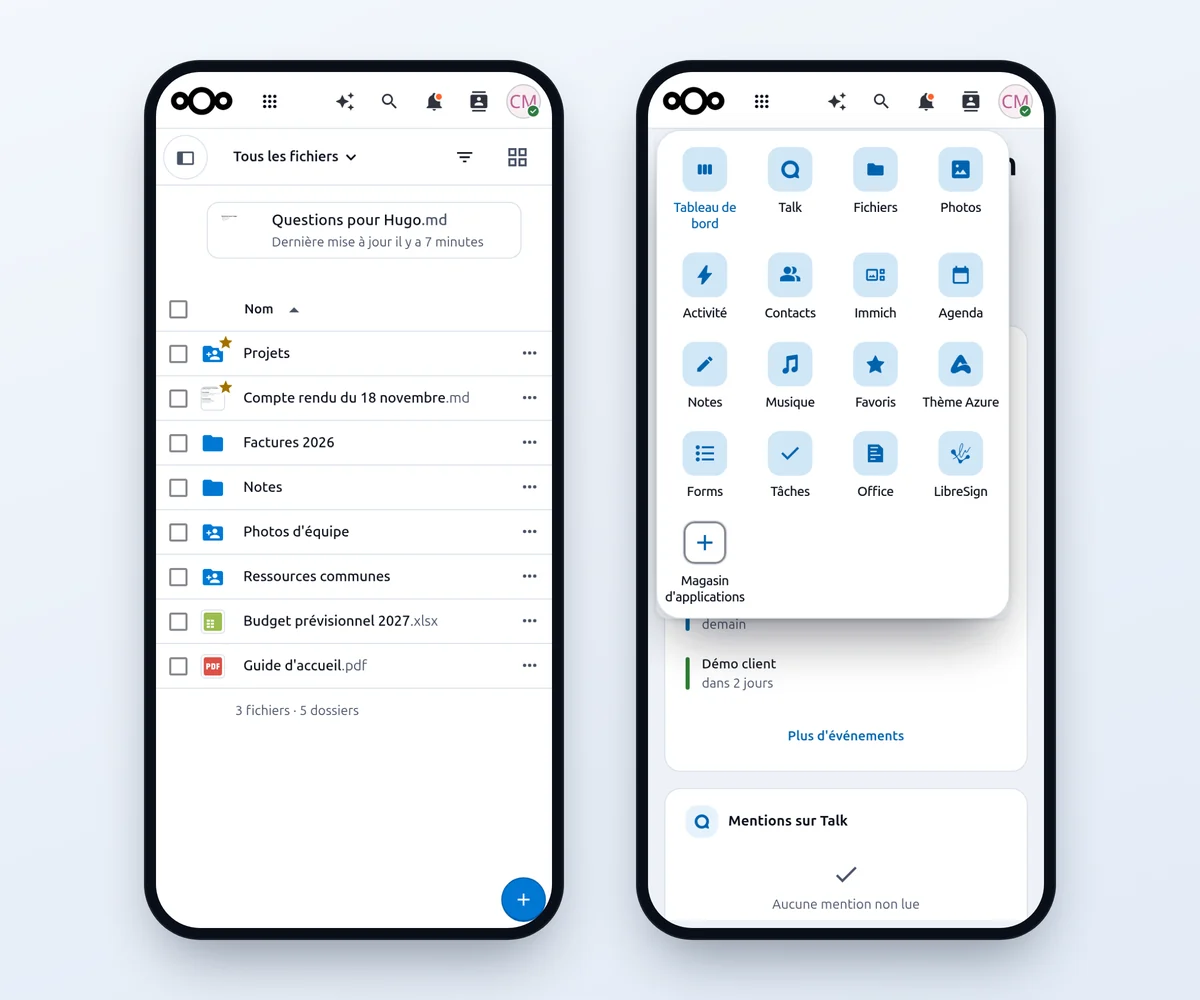 CM
Tous les fichiers
Questions pour Hugo.md
Dernière mise à jour il y a 7 minutes
Nom
Projets
Compte rendu du 18 novembre.md
Factures 2026
Notes
Photos d'équipe
Ressources communes
Budget prévisionnel 2027.xlsx
PDF
Guide d'accueil.pdf
3 fichiers · 5 dossiers
CM
Tableau de
bord
Talk
Fichiers
Photos
Activité
Contacts
Immich
Agenda
Notes
Musique
Favoris
Thème Azure
Forms
Tâches
Office
LibreSign
Magasin
d'applications
demain
Démo client
dans 2 jours
Plus d'événements
Mentions sur Talk
Aucune mention non lue